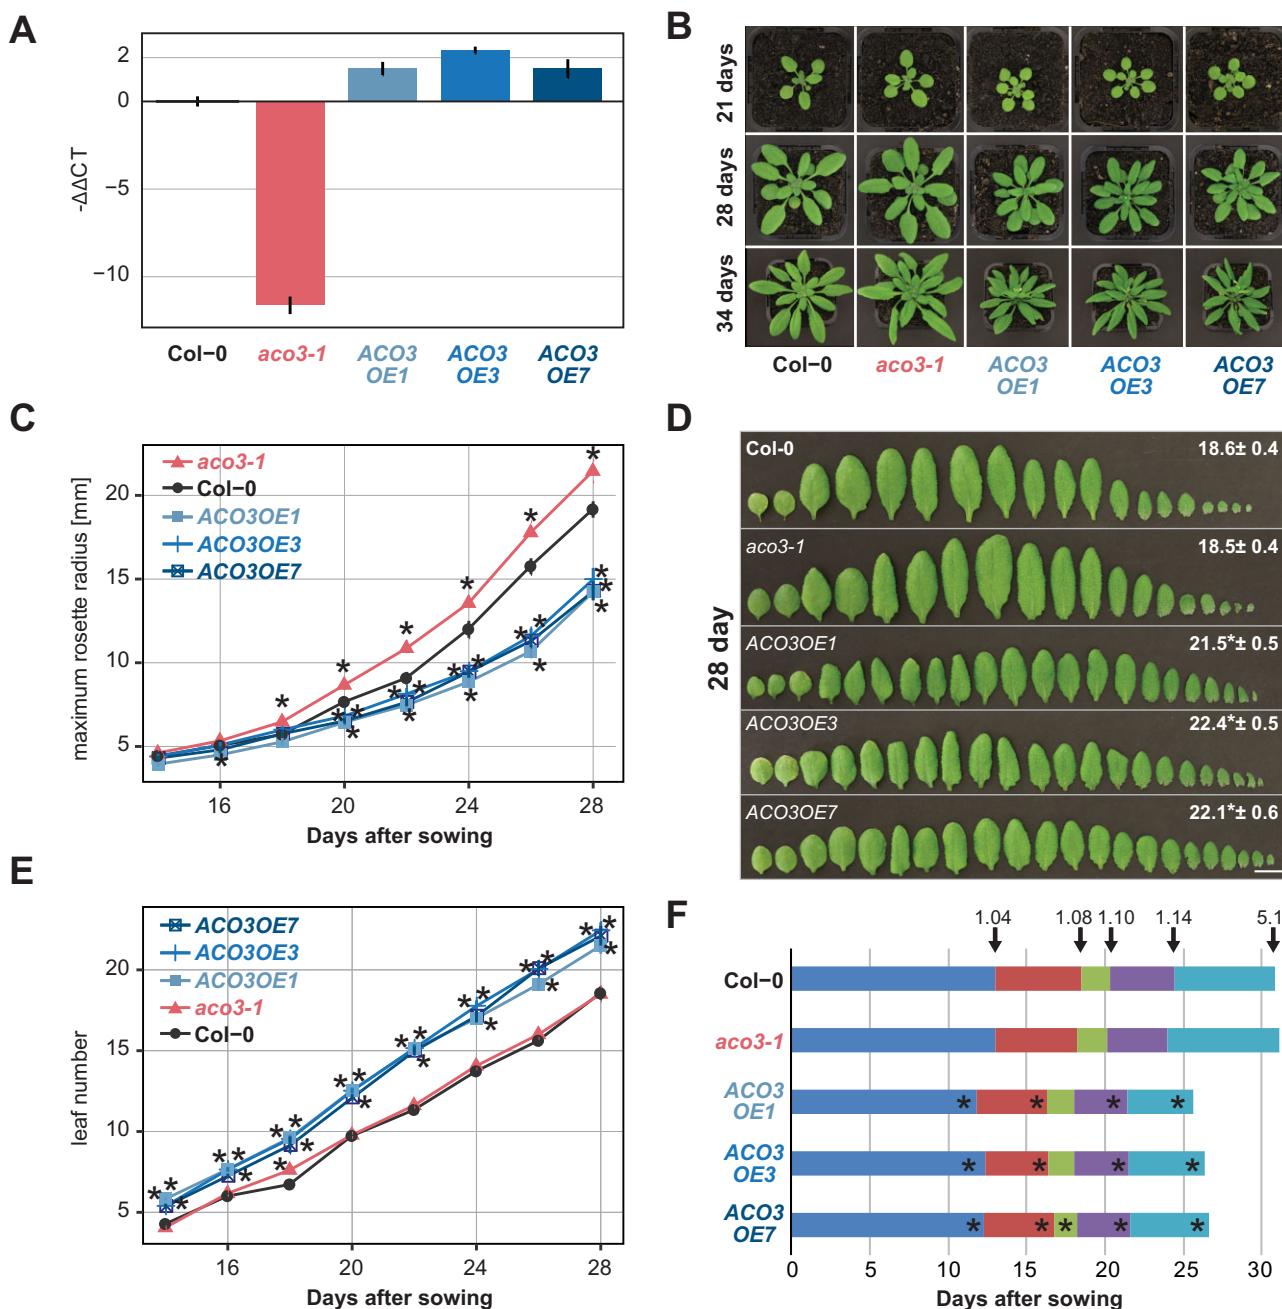 A
2
0
−5
−10
-ΔΔCT
Col−0
aco3-1
ACO3
OE1
ACO3
OE3
ACO3
OE7
B
21 days
28 days
34 days
Col−0
aco3-1
ACO3
OE1
ACO3
OE3
ACO3
OE7
C
aco3-1
Col−0
ACO3OE1
ACO3OE3
ACO3OE7
20
15
10
5
maximum rosette radius [mm]
16
20
24
28
Days after sowing
D
28 day
Col-0
18.6± 0.4
aco3-1
18.5± 0.4
ACO3OE1
21.5*± 0.5
ACO3OE3
22.4*± 0.5
ACO3OE7
22.1*± 0.6
E
ACO3OE7
ACO3OE3
ACO3OE1
aco3-1
Col−0
20
15
10
5
leaf number
16
20
24
28
Days after sowing
F
1.04
1.08
1.10
1.14
5.1
Col−0
aco3-1
ACO3
OE1
ACO3
OE3
ACO3
OE7
0
5
10
15
20
25
30
Days after sowing